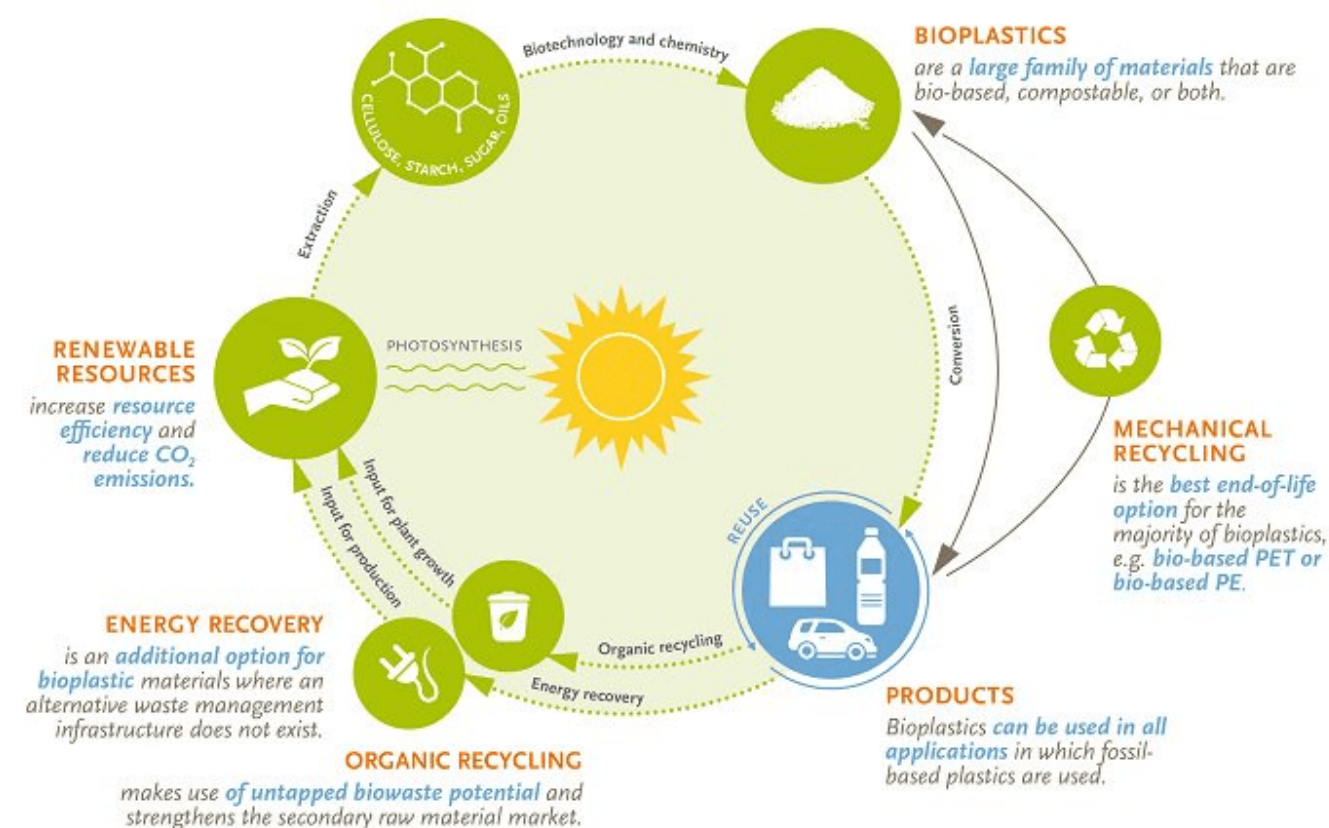 Biotechnology and chemistry
CELLULOSE, STARCH, SUGAR, OILS
BIOPLASTICS
are a large family of materials that are
bio-based, compostable, or both.
Extraction
Conversion
PHOTOSYNTHESIS
RENEWABLE
RESOURCES
increase resource
efficiency and
reduce CO₂
emissions.
MECHANICAL
RECYCLING
is the best end-of-life
option for the
majority of bioplastics,
e.g. bio-based PET or
bio-based PE.
Input for plant growth
Input for production
REUSE
ENERGY RECOVERY
is an additional option for
bioplastic materials where an
alternative waste management
infrastructure does not exist.
Organic recycling
Energy recovery
PRODUCTS
Bioplastics can be used in all
applications in which fossil-
based plastics are used.
ORGANIC RECYCLING
makes use of untapped biowaste potential and
strengthens the secondary raw material market.